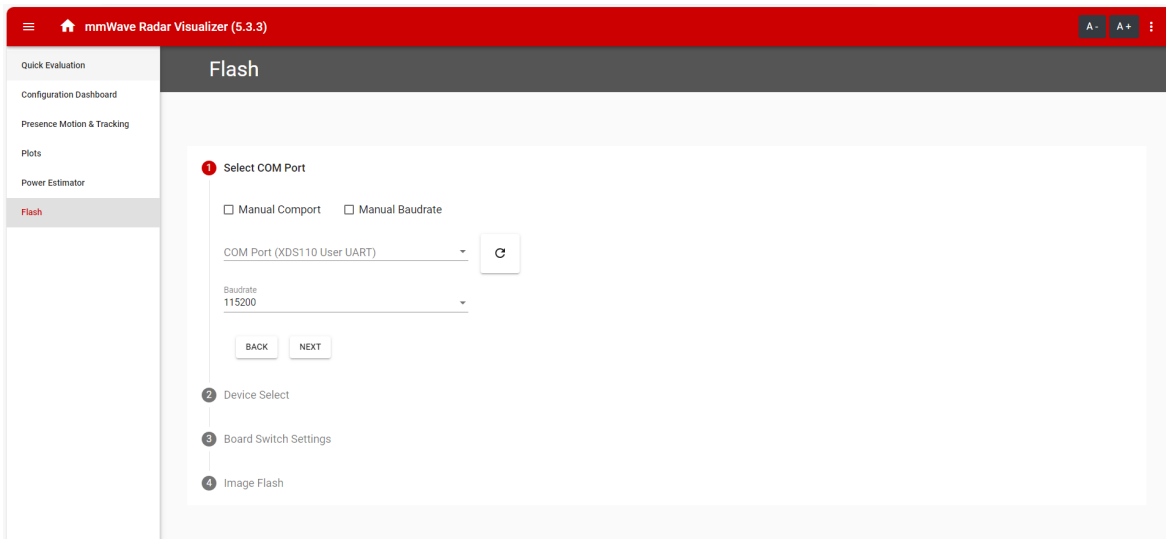 mmWave Radar Visualizer (5.3.3)
A -
A +
Quick Evaluation
Configuration Dashboard
Presence Motion & Tracking
Plots
Power Estimator
Flash
Flash
1 Select COM Port
Manual Comport
Manual Baudrate
COM Port (XDS110 User UART)
Baudrate
115200
BACK
NEXT
2 Device Select
3 Board Switch Settings
4 Image Flash